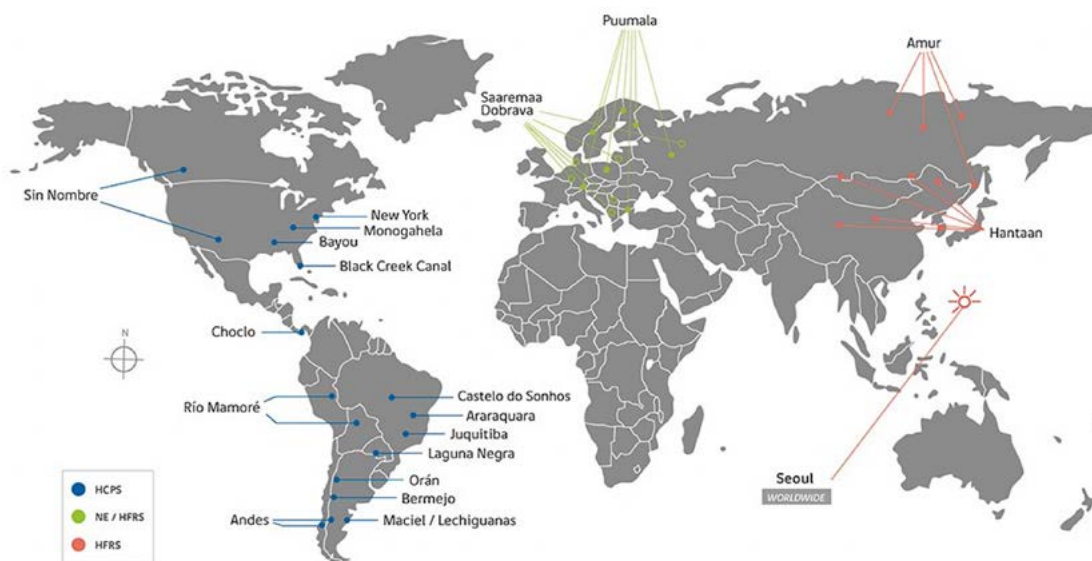 Puumala
Amur
Saaremaa
Dobrava
Sin Nombre
New York
Monogahela
Bayou
Hantaan
Black Creek Canal
N
Choclo
Castelo do Sonhos
Río Mamoré
Araraquara
Juquitiba
Laguna Negra
Seoul
WORLDWIDE
Orán
HCPS
Bermejo
NE / HFRS
Andes
Maciel / Lechiguanas
HFRS